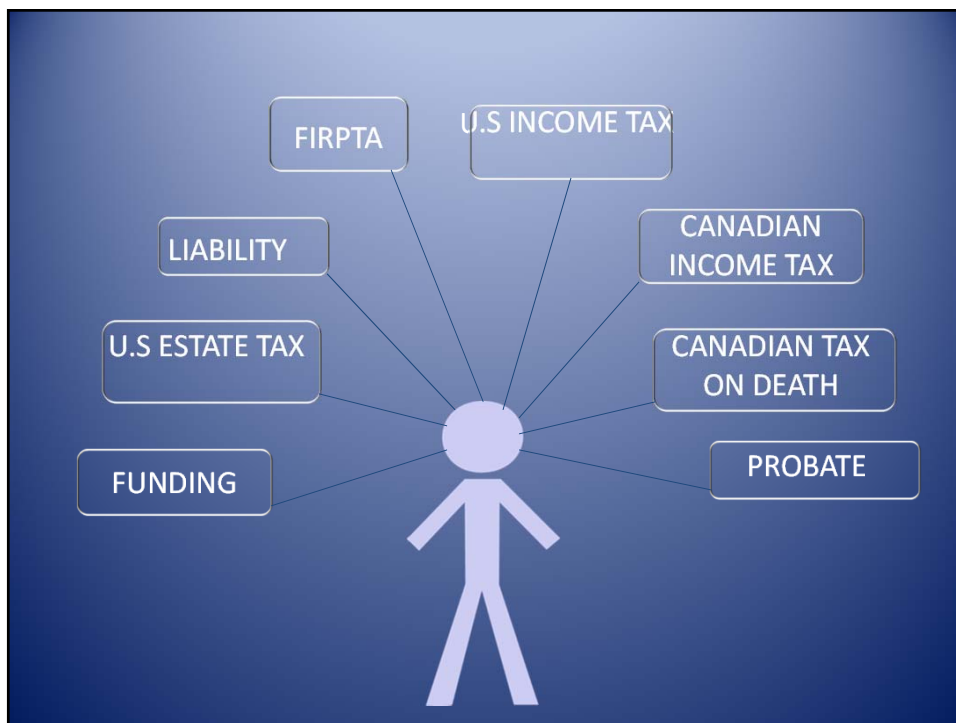 FIRPTA
U.S INCOME TAX
LIABILITY
CANADIAN
INCOME TAX
U.S ESTATE TAX
CANADIAN TAX
ON DEATH
FUNDING
PROBATE